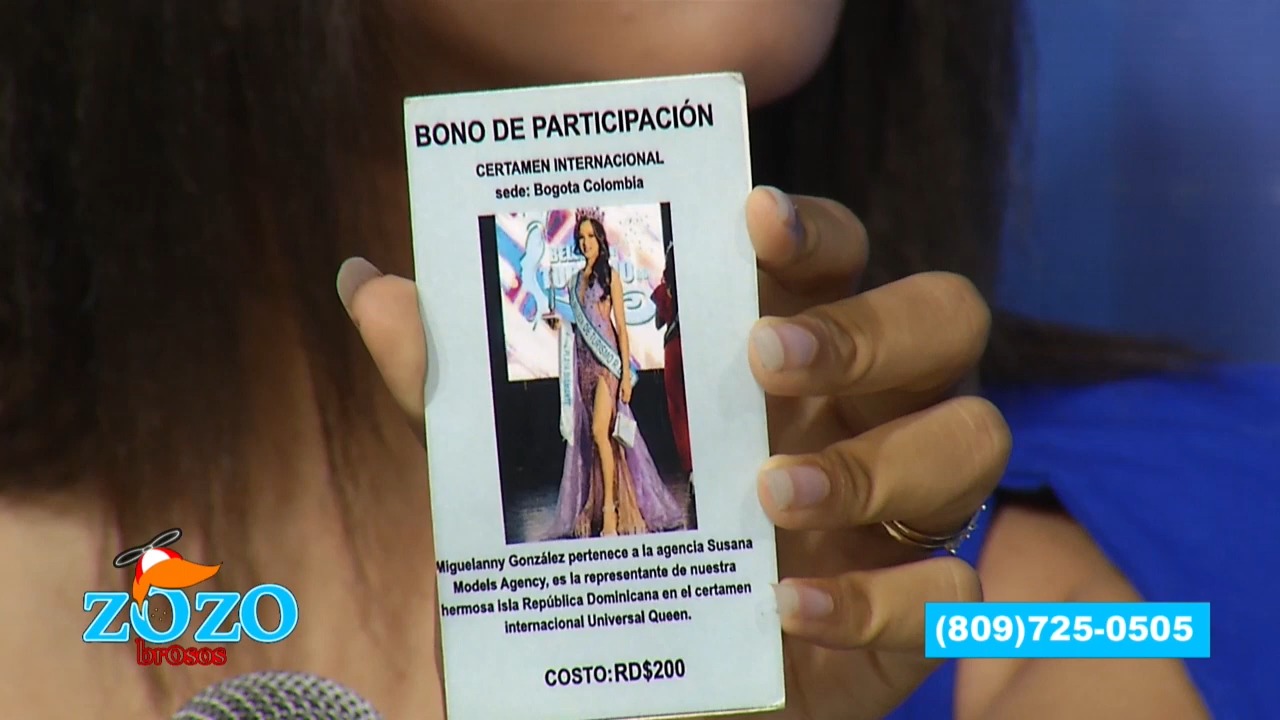 BONO DE PARTICIPACIÓN
CERTAMEN INTERNACIONAL
sede: Bogota Colombia
Miguelanny González pertenece a la agencia Susana
Models Agency, es la representante de nuestra
hermosa isla República Dominicana en el certamen
internacional Universal Queen.
COSTO:RD$200
ZOZO
brosos
(809)725-0505